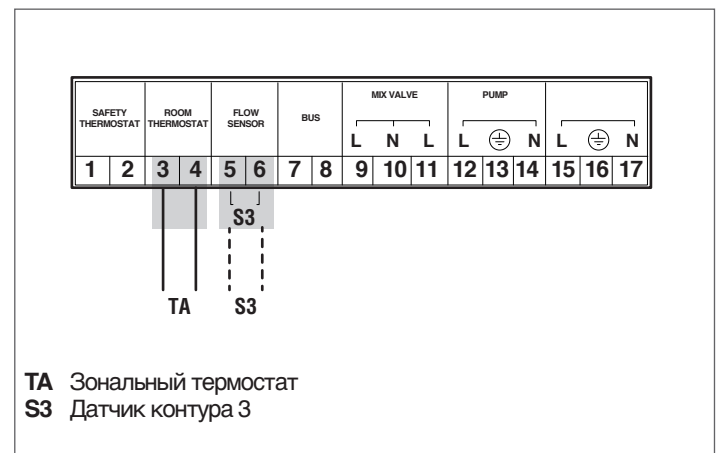 SAFETY THERMOSTAT ROOM THERMOSTAT FLOW SENSOR BUS MIX VALVE PUMP
L N L L N L N
1 2 3 4 5 6 7 8 9 10 11 12 13 14 15 16 17
S3
TA S3
TA Зональный термостат
S3 Датчик контура 3